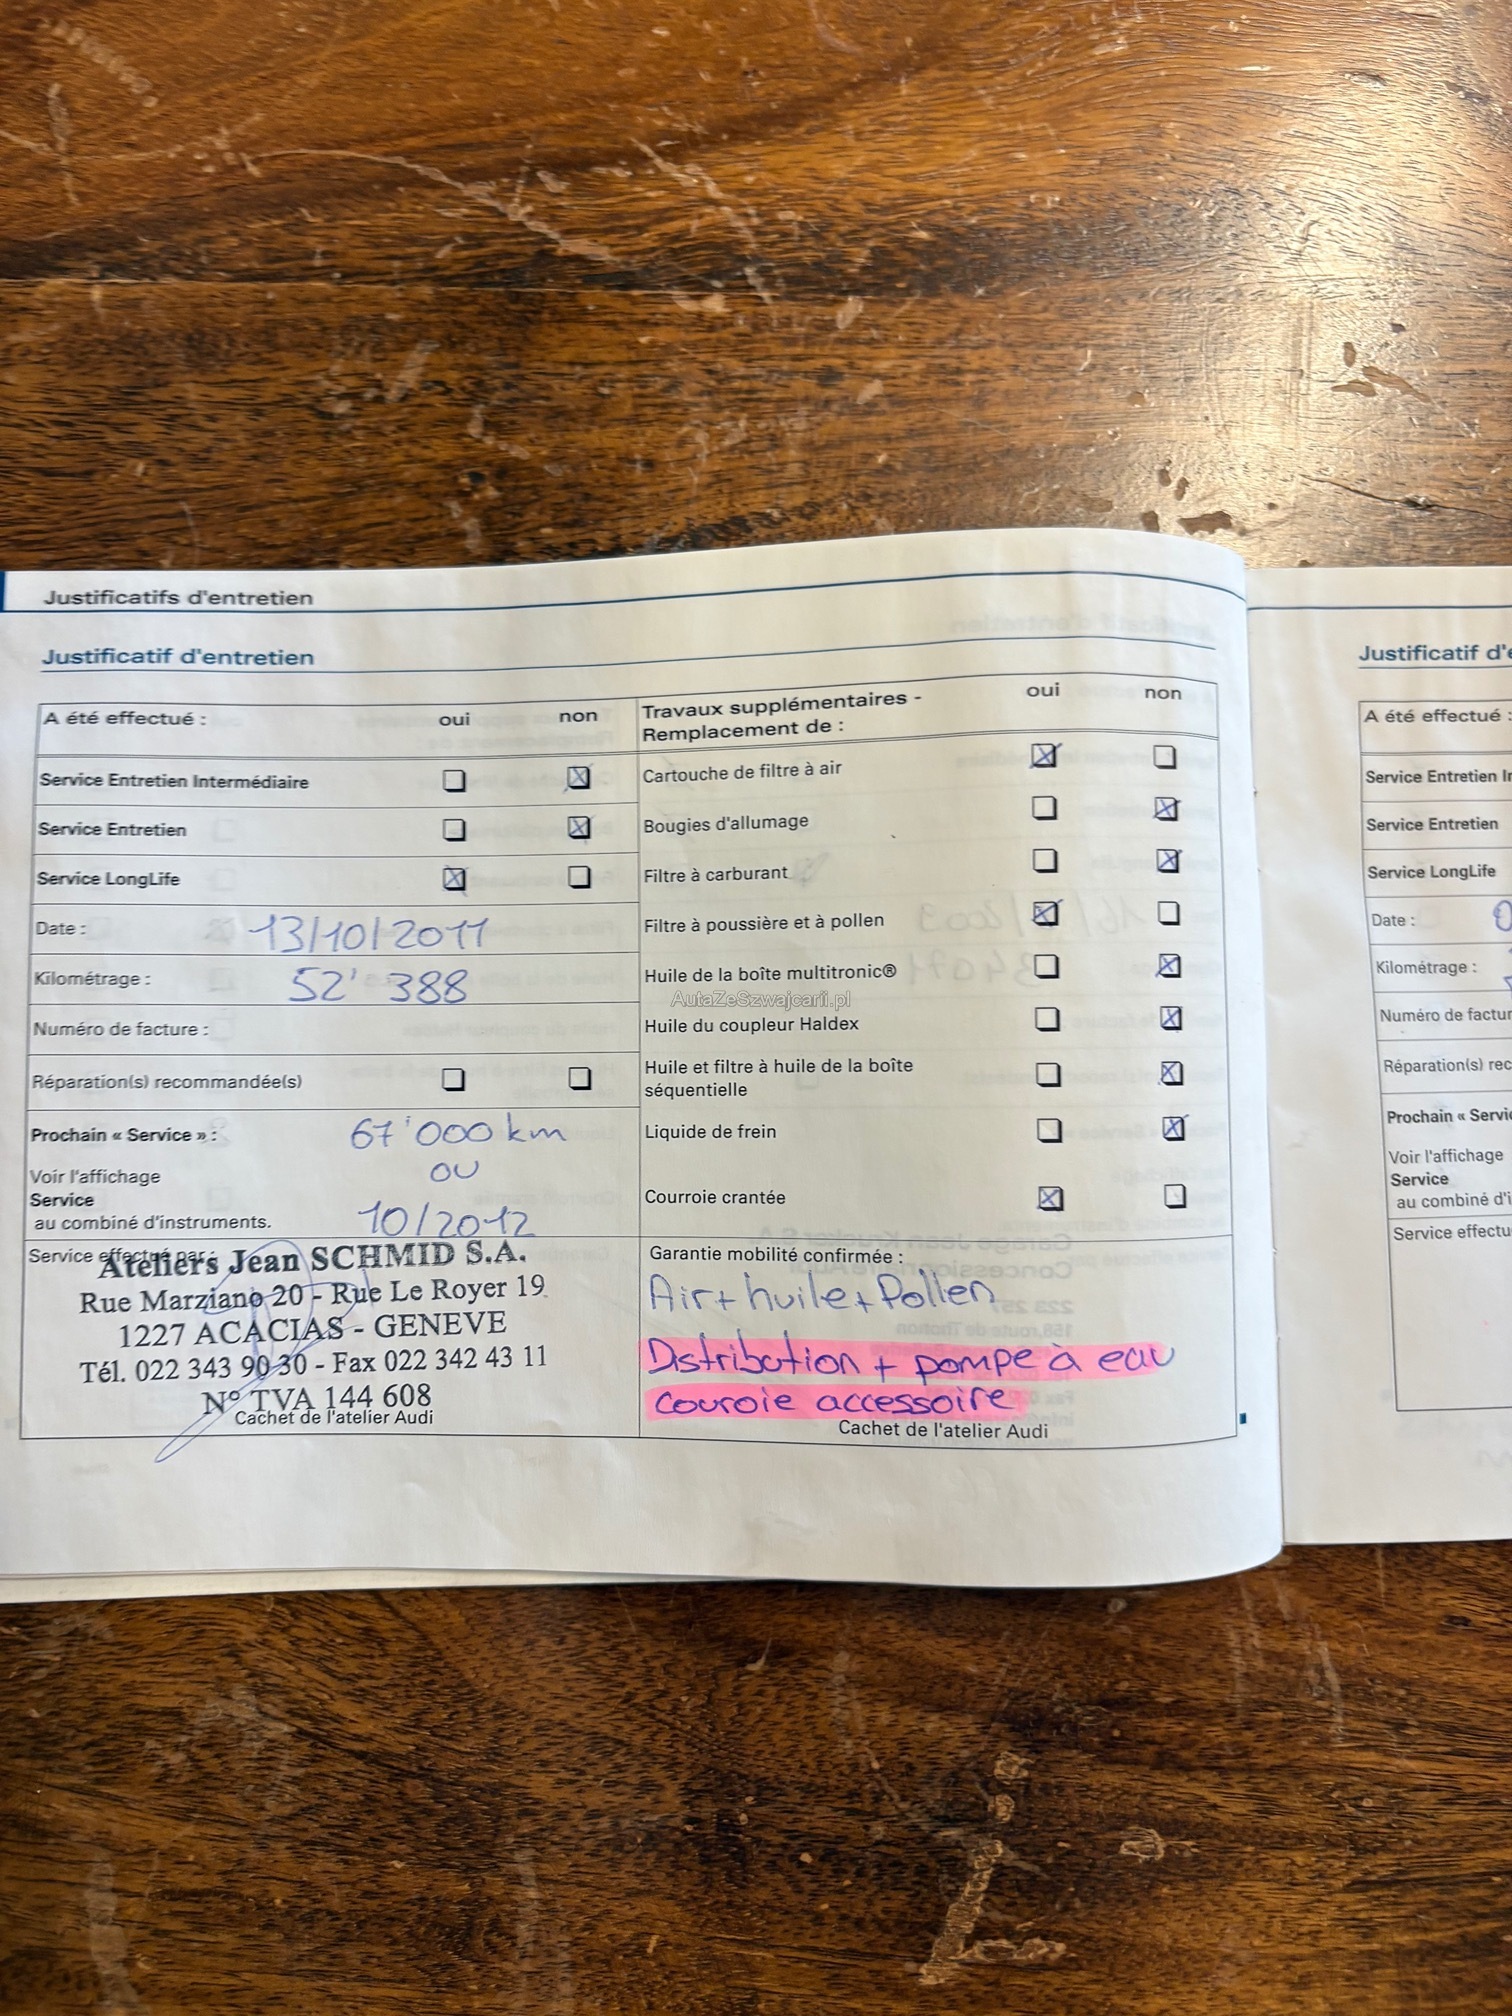 Justificatifs d'entretien
Justificatif d'entretien
A été effectué :
oui
non
Service Entretien Intermédiaire
Service Entretien
Service LongLife
Date :
13/10/2011
Kilométrage :
52' 388
Numéro de facture :
Réparation(s) recommandée(s)
Prochain « Service » :
67'000 km
ou
Voir l'affichage
Service
au combiné d'instruments.
10/2012
Service effectué par :
Ateliers Jean SCHMID S.A.
Rue Marziano 20 - Rue Le Royer 19
1227 ACACIAS - GENEVE
Tél. 022 343 90 30 - Fax 022 342 43 11
N° TVA 144 608
Cachet de l'atelier Audi
Travaux supplémentaires -
Remplacement de :
oui
non
Cartouche de filtre à air
Bougies d'allumage
Filtre à carburant
Filtre à poussière et à pollen
Huile de la boîte multitronic®
AutaZeSzwajcarii.pl
Huile du coupleur Haldex
Huile et filtre à huile de la boîte
séquentielle
Liquide de frein
Courroie crantée
Garantie mobilité confirmée :
Air + huile + Pollen
Distribution + pompe à eau
couroie accessoire
Cachet de l'atelier Audi
Justificatif d'
A été effectué :
Service Entretien
Service Entretien
Service LongLife
Date :
Kilométrage :
Numéro de
Réparation(s)
Prochain «
Voir l'affichage
Service
au combiné
Service